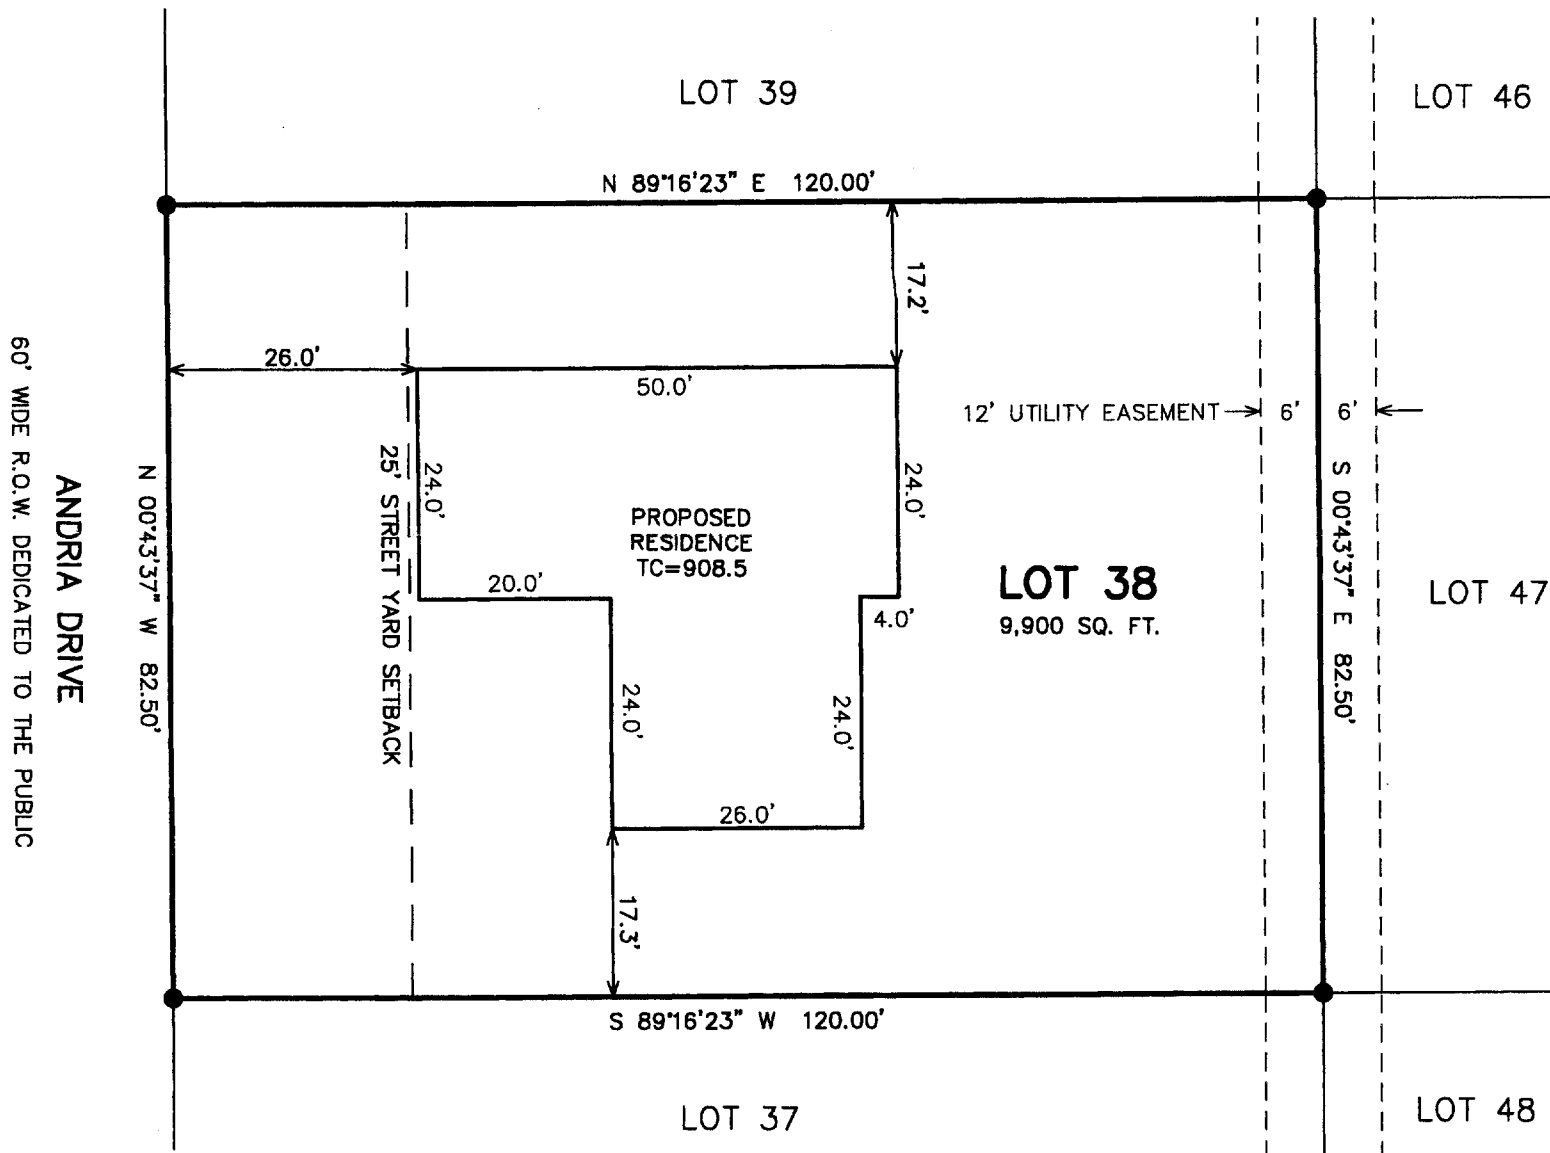 LOT 39
LOT 46
N 89°16'23" E 120.00'
17.2'
26.0'
50.0'
12' UTILITY EASEMENT
6'
6'
24.0'
24.0'
25' STREET YARD SETBACK
PROPOSED
RESIDENCE
TC=908.5
20.0'
4.0'
LOT 38
9,900 SQ. FT.
S 00°43'37" E 82.50'
LOT 47
N 00°43'37" W 82.50'
ANDRIA DRIVE
60' WIDE R.O.W. DEDICATED TO THE PUBLIC
24.0'
24.0'
26.0'
17.3'
S 89°16'23" W 120.00'
LOT 37
LOT 48